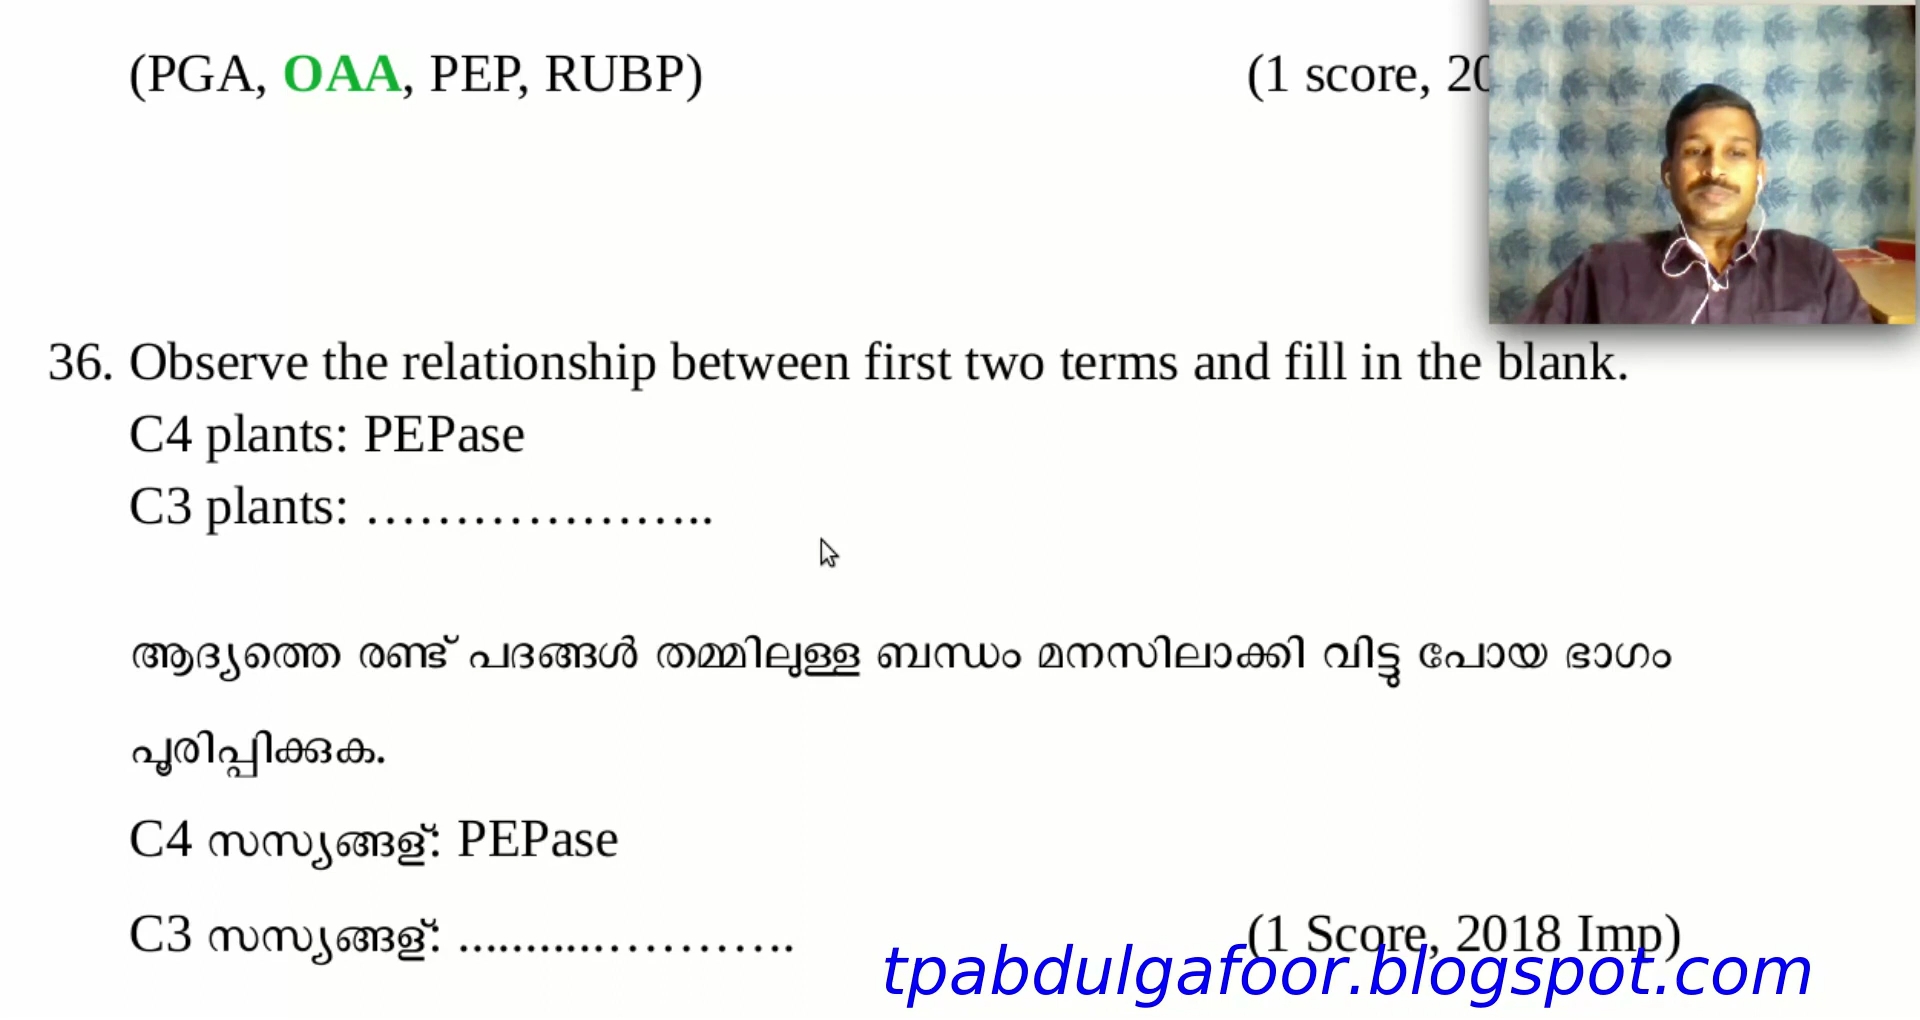 (PGA, OAA, PEP, RUBP) (1 score, 20
36. Observe the relationship between first two terms and fill in the blank.
C4 plants: PEPase
C3 plants: ………………..
ആദ്യത്തെ രണ്ട് പദങ്ങൾ തമ്മിലുള്ള ബന്ധം മനസിലാക്കി വിട്ടു പോയ ഭാഗം
പൂരിപ്പിക്കുക.
C4 സസ്യങ്ങള്: PEPase
C3 സസ്യങ്ങള്: ............……….. (1 Score, 2018 Imp)
tpabdulgafoor.blogspot.com